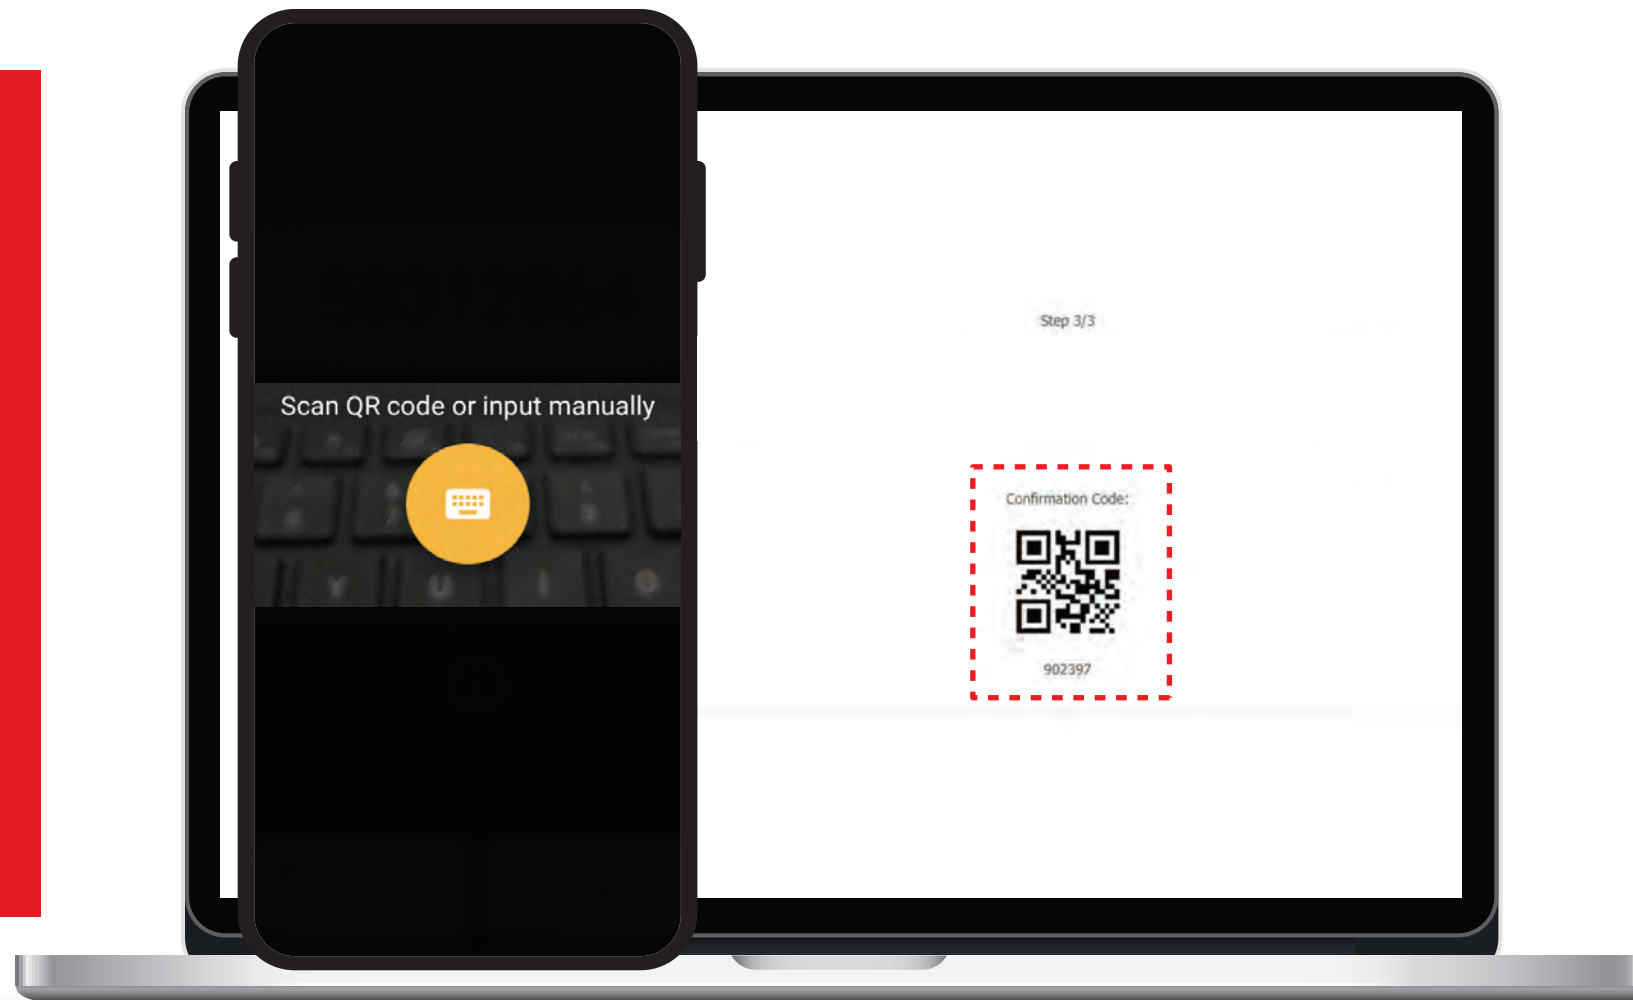 Scan QR code or input manually
Y U I O
Step 3/3
Confirmation Code:
902397